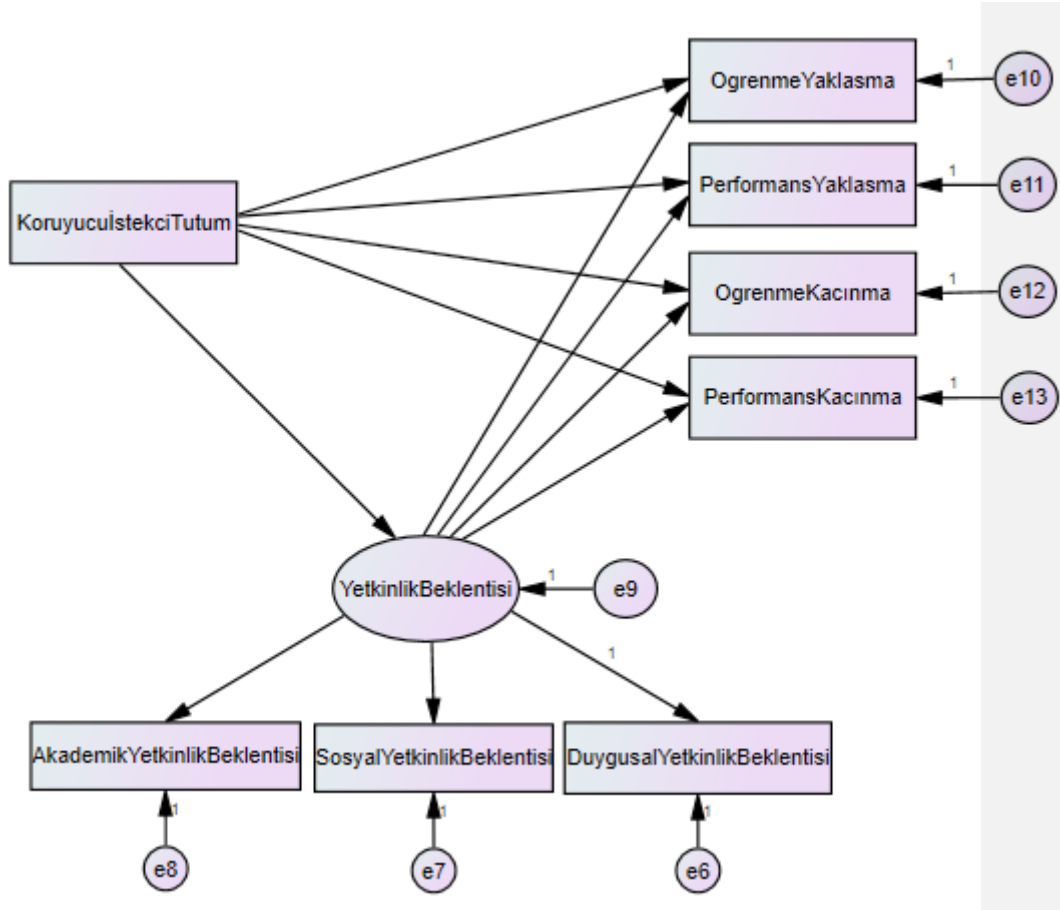 OgrenmeYaklasma
1
e10
PerformansYaklasma
1
e11
KoruyucuİstekciTutum
OgrenmeKacınma
1
e12
PerformansKacınma
1
e13
YetkinlikBeklentisi
1
e9
1
AkademikYetkinlikBeklentisi
SosyalYetkinlikBeklentisi
DuygusalYetkinlikBeklentisi
1
1
1
e8
e7
e6